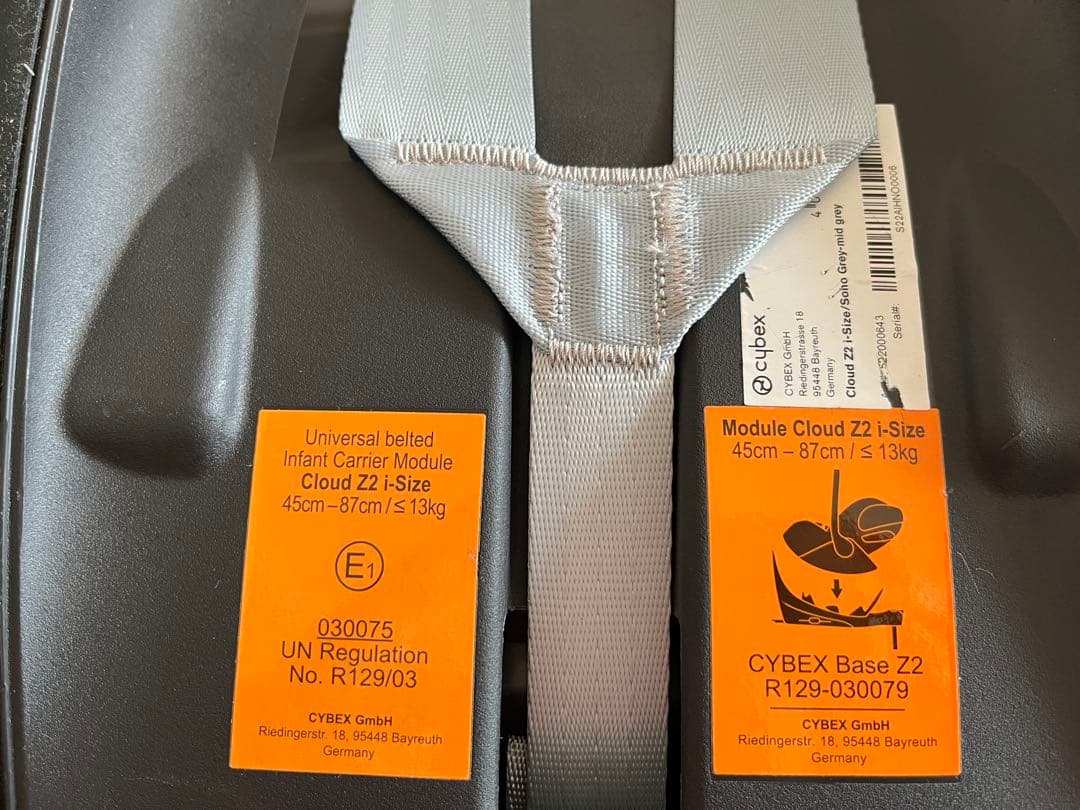 Universal belted
Infant Carrier Module
Cloud Z2 i-Size
45cm – 87cm / ≤ 13kg
E1
030075
UN Regulation
No. R129/03
CYBEX GmbH
Riedingerstr. 18, 95448 Bayreuth
Germany
cybex
CYBEX GmbH
Riedingerstrasse 18
95448 Bayreuth
Germany
Cloud Z2 i-Size/Soho Grey-mid grey
522000643
Serial#:
S22AIHNO0006
Module Cloud Z2 i-Size
45cm – 87cm / ≤ 13kg
CYBEX Base Z2
R129-030079
CYBEX GmbH
Riedingerstr. 18, 95448 Bayreuth
Germany